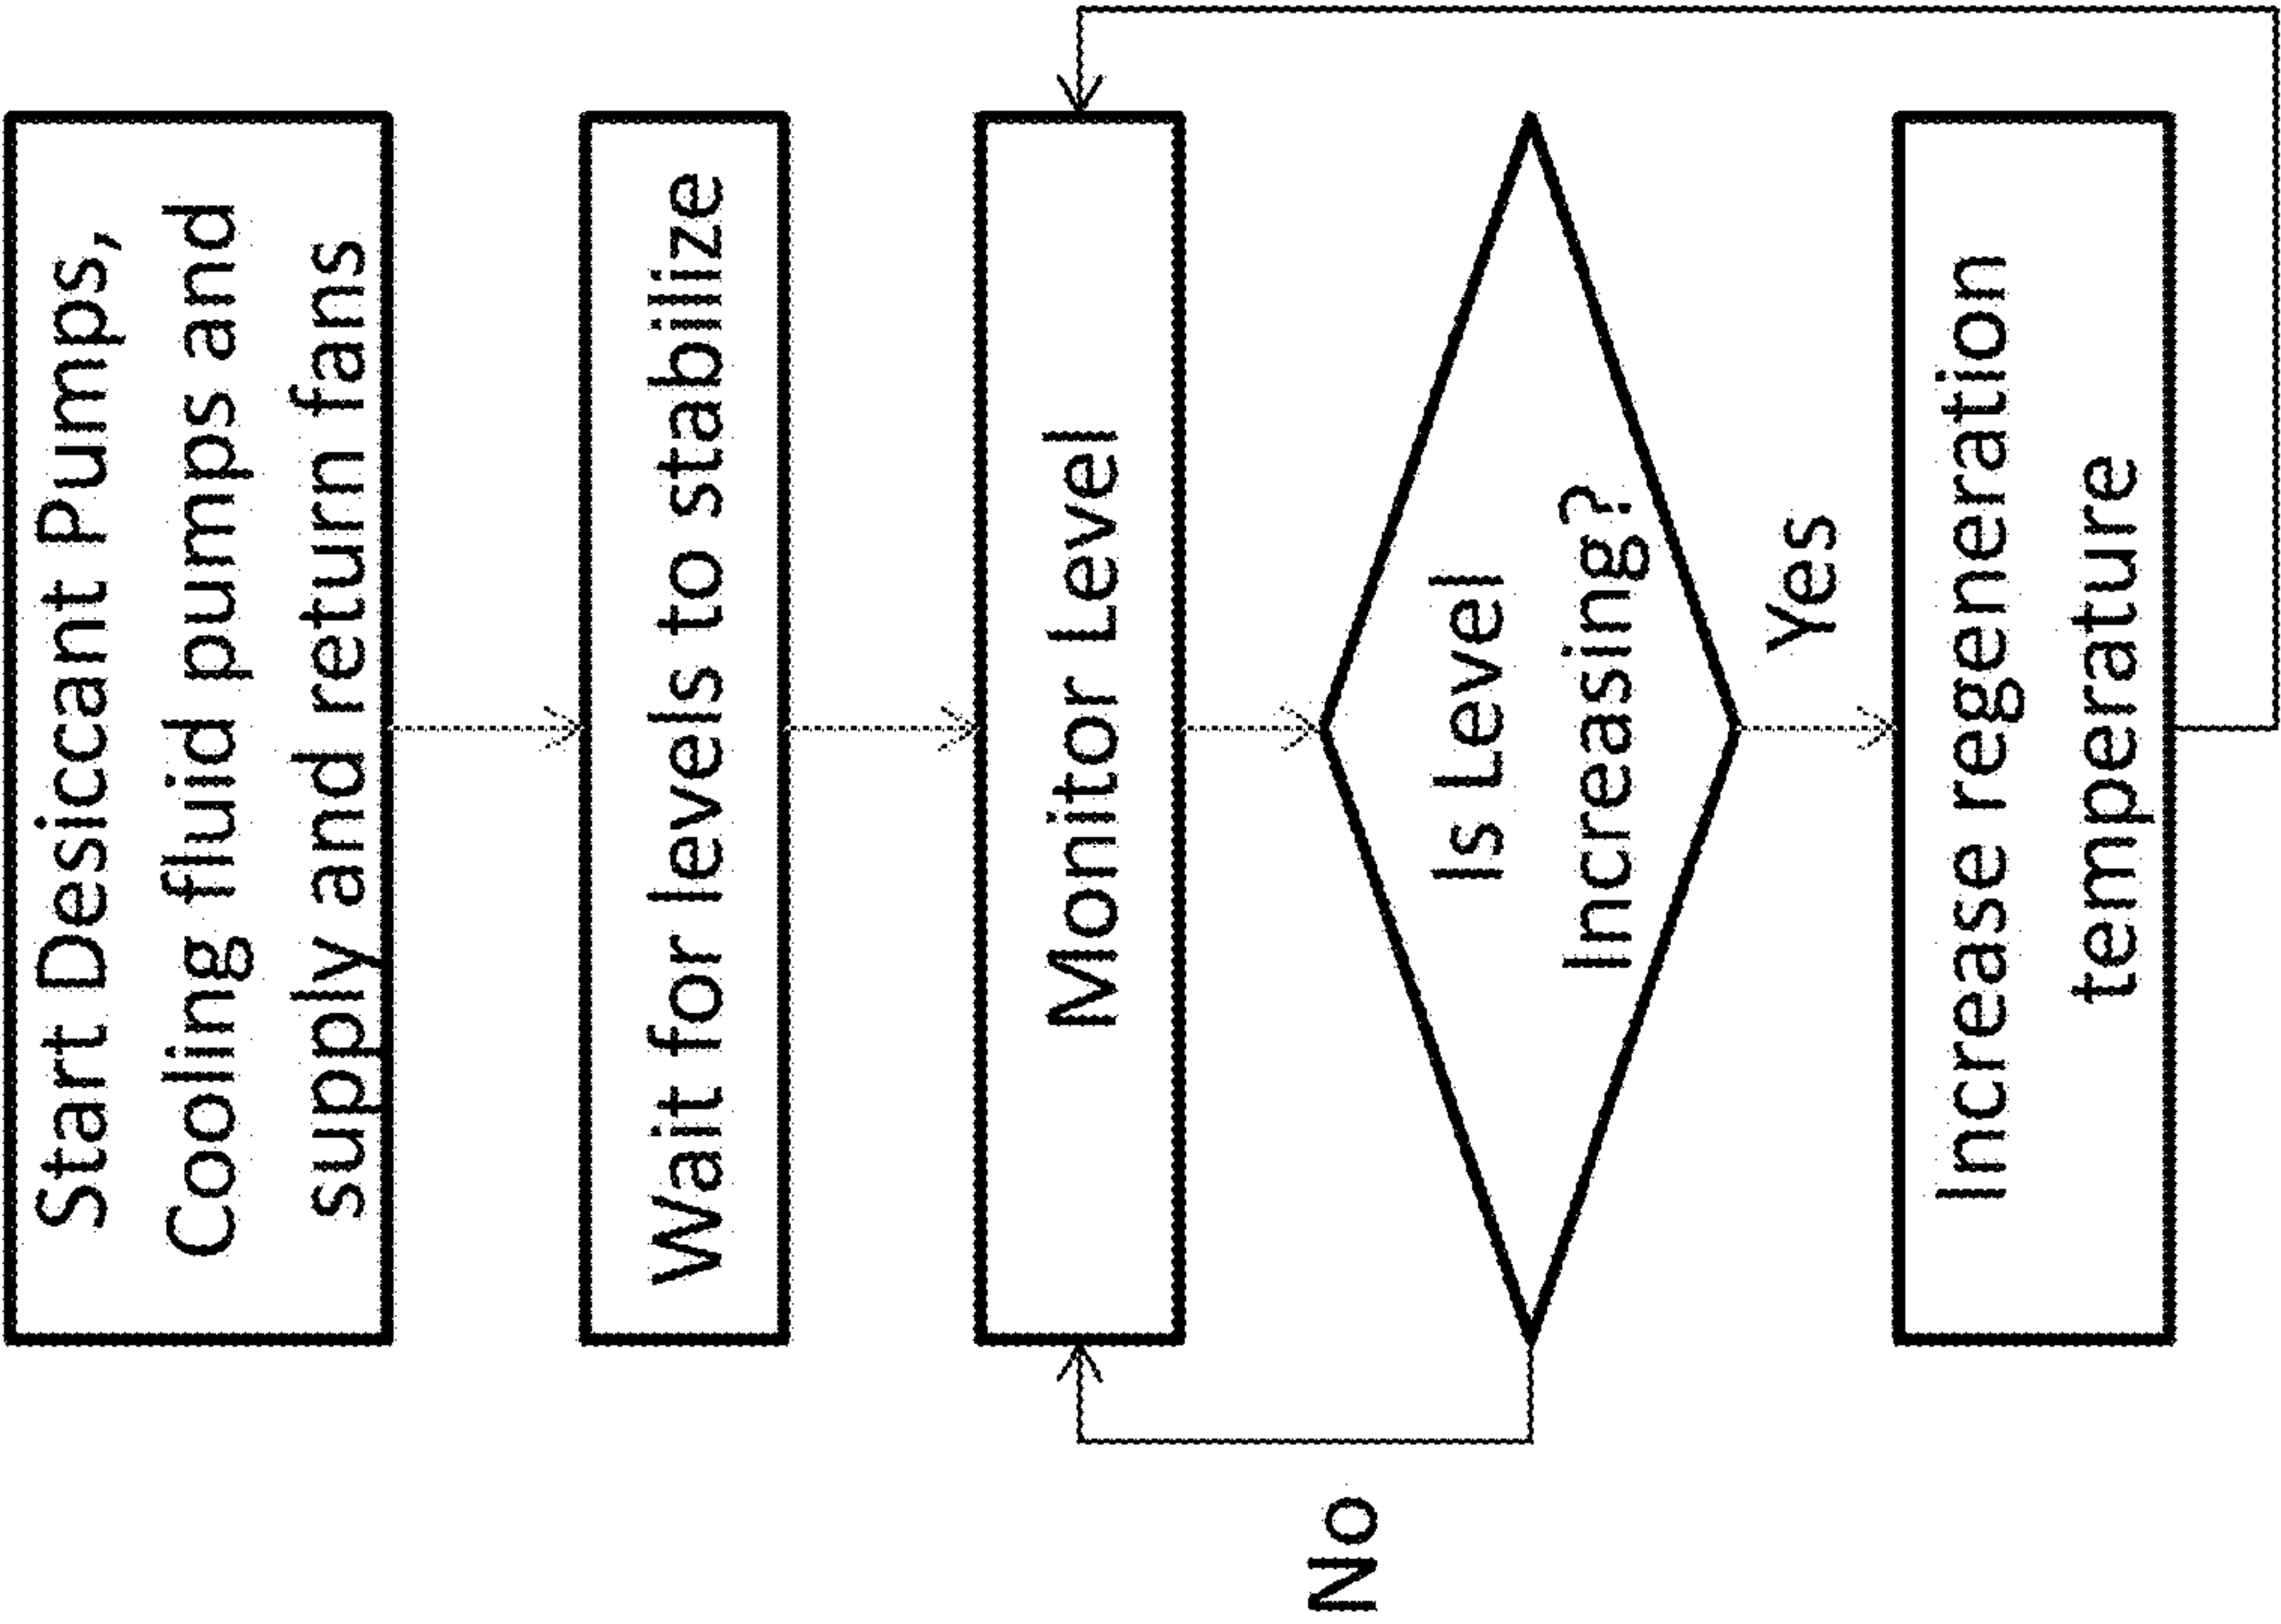 Start Desiccant Pumps,
Cooling fluid pumps and
supply and return fans
Wait for levels to stabilize
Monitor Level
Is Level
Increasing?
No
Yes
Increase regeneration
temperature